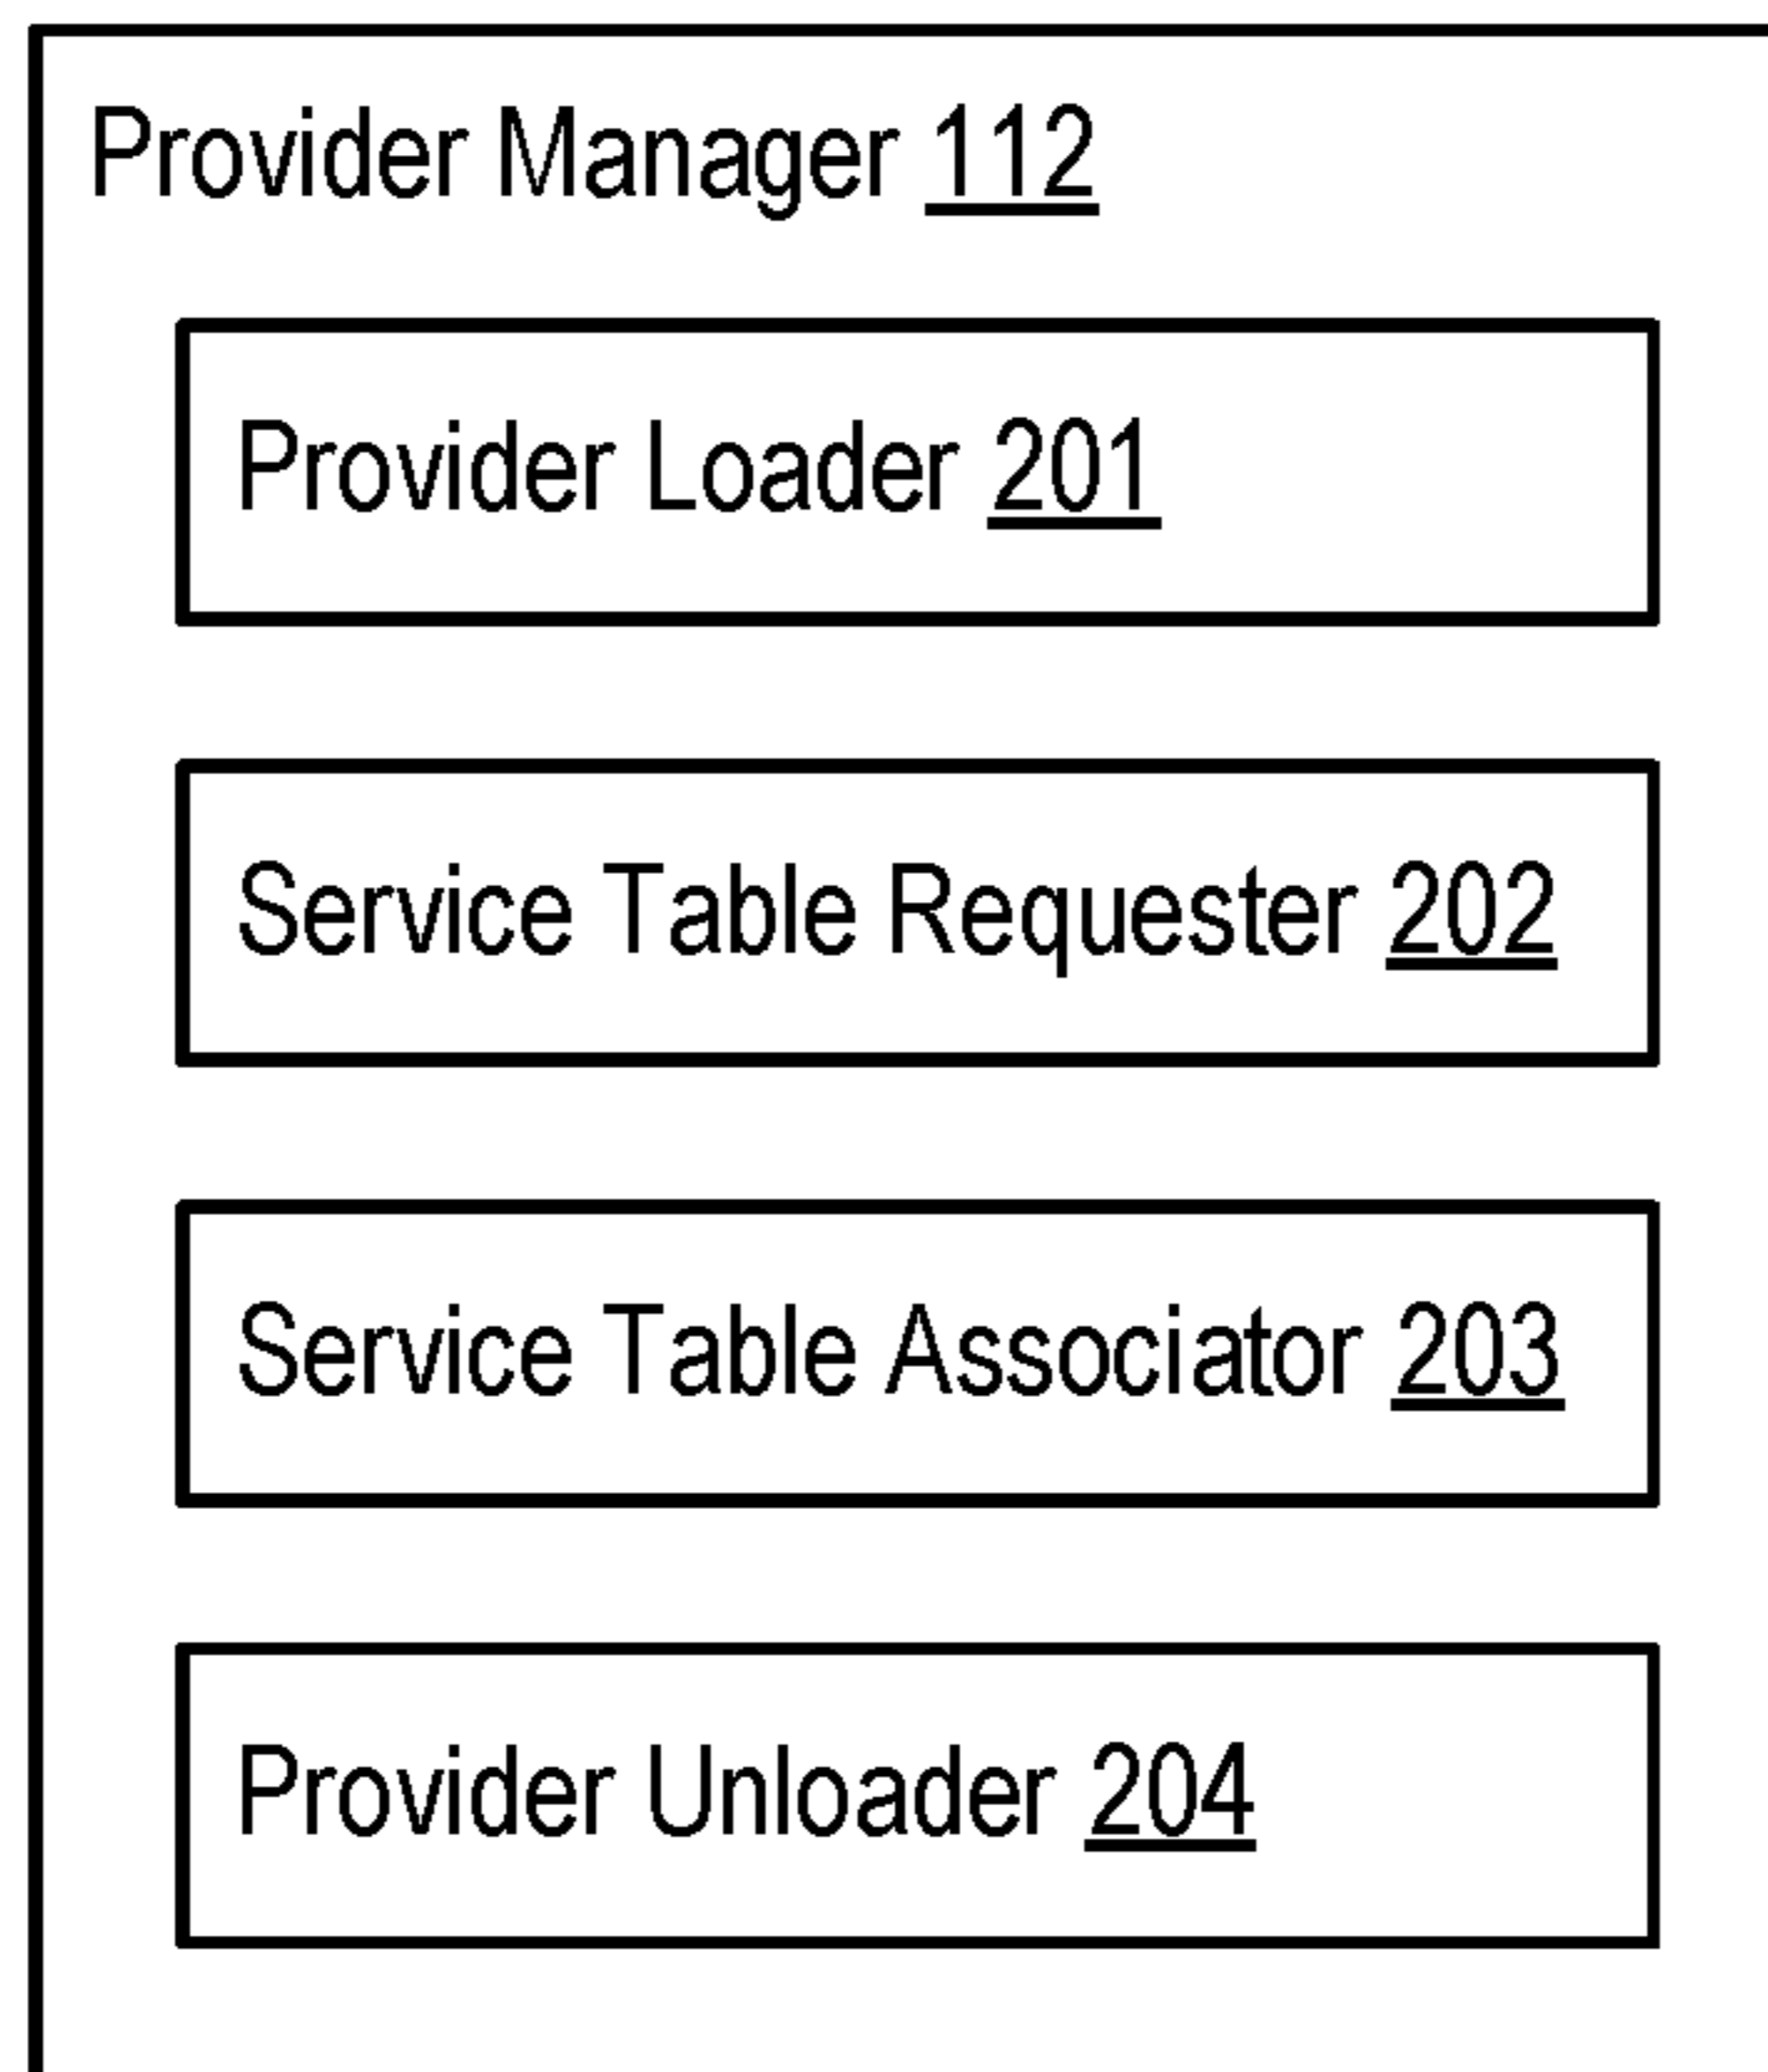 Provider Manager 112
Provider Loader 201
Service Table Requester 202
Service Table Associator 203
Provider Unloader 204